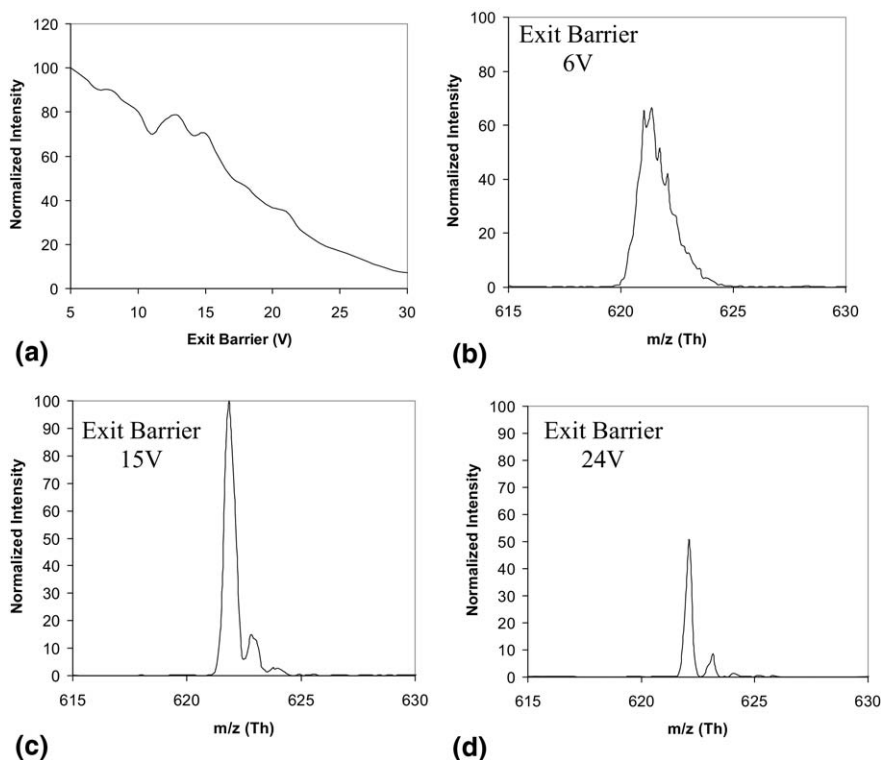 Normalized Intensity
120
100
80
60
40
20
0
5
10
15
20
25
30
Exit Barrier (V)
(a)
Exit Barrier
6V
Normalized Intensity
100
80
60
40
20
0
615
620
625
630
m/z (Th)
(b)
Exit Barrier
15V
Normalized Intensity
100
90
80
70
60
50
40
30
20
10
0
615
620
625
630
m/z (Th)
(c)
Exit Barrier
24V
Normalized Intensity
100
90
80
70
60
50
40
30
20
10
0
615
620
625
630
m/z (Th)
(d)